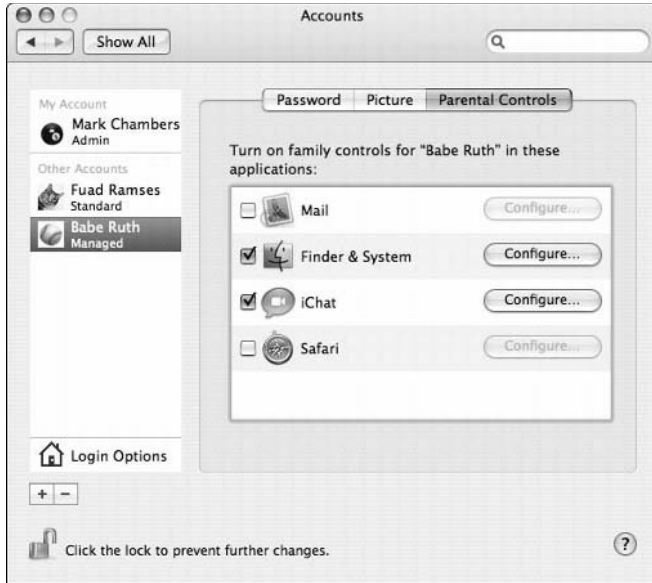 Accounts
Show All
My Account
Mark Chambers
Admin
Other Accounts
Fuad Ramses
Standard
Babe Ruth
Managed
Login Options
+ −
Password Picture Parental Controls
Turn on family controls for "Babe Ruth" in these
applications:
Mail Configure...
Finder & System Configure...
iChat Configure...
Safari Configure...
Click the lock to prevent further changes.
?